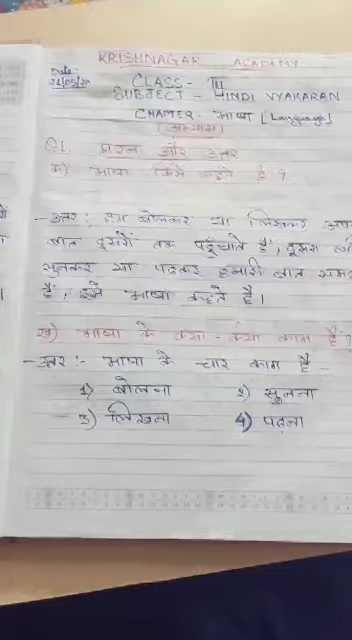 KRISHNAGAR ACADEMY
Date-
CLASS- III
SUBJECT - HINDI VYAKARAN
CHAPTER - भाषा [Language]
(अभ्यास)
Q1. प्रश्न और उत्तर
क) भाषा किसे कहते हैं ?
- उत्तर: हम बोलकर या लिखकर अपनी
बात दूसरों तक पहुँचाते हैं, दूसरा
सुनकर या पढ़कर हमारी बात
हैं, इसे भाषा कहते हैं।
ख) भाषा के क्या - क्या काम हैं?
- उत्तर :- भाषा के चार काम हैं -
1) बोलना 2) सुनना
3) लिखना 4) पढ़ना